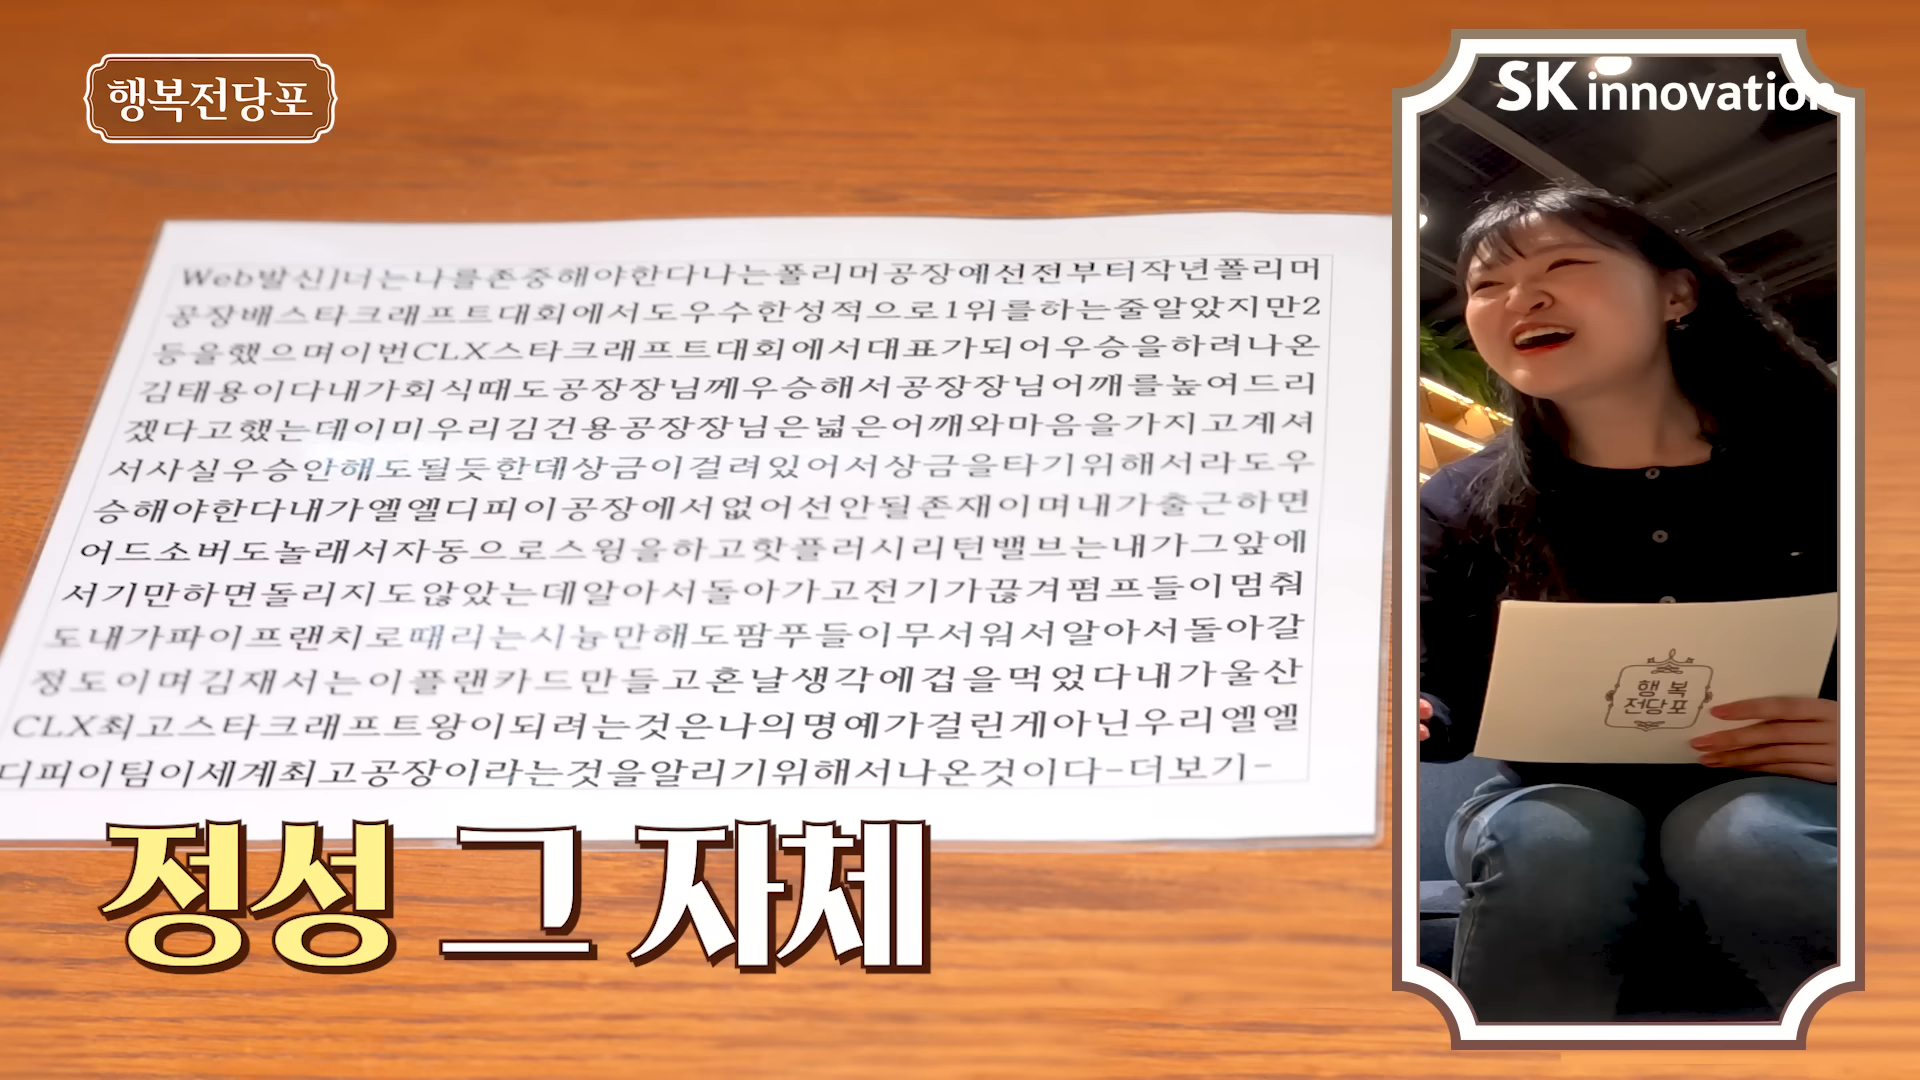 행복전당포
SK innovation
Web발신]너는나를존중해야한다나는폴리머공장예선전부터작년폴리머
공장배스타크래프트대회에서도우수한성적으로1위를하는줄알았지만2
등을했으며이번CLX스타크래프트대회에서대표가되어우승을하려나온
김태용이다내가회식때도공장장님께우승해서공장장님어깨를높여드리
겠다고했는데이미우리김건용공장장님은넓은어깨와마음을가지고계셔
서사실우승안해도될듯한데상금이걸려있어서상금을타기위해서라도우
승해야한다내가엘엘디피이공장에서없어선안될존재이며내가출근하면
어드소버도놀래서자동으로스윙을하고핫플러시리턴밸브는내가그앞에
서기만하면돌리지도않았는데알아서돌아가고전기가끊겨펌프들이멈춰
도내가파이프랜치로때리는시늉만해도팜푸들이무서워서알아서돌아갈
정도이며김재서는이플랜카드만들고혼날생각에겁을먹었다내가울산
CLX최고스타크래프트왕이되려는것은나의명예가걸린게아닌우리엘엘
디피이팀이세계최고공장이라는것을알리기위해서나온것이다-더보기-
행복
전당포
정성 그 자체